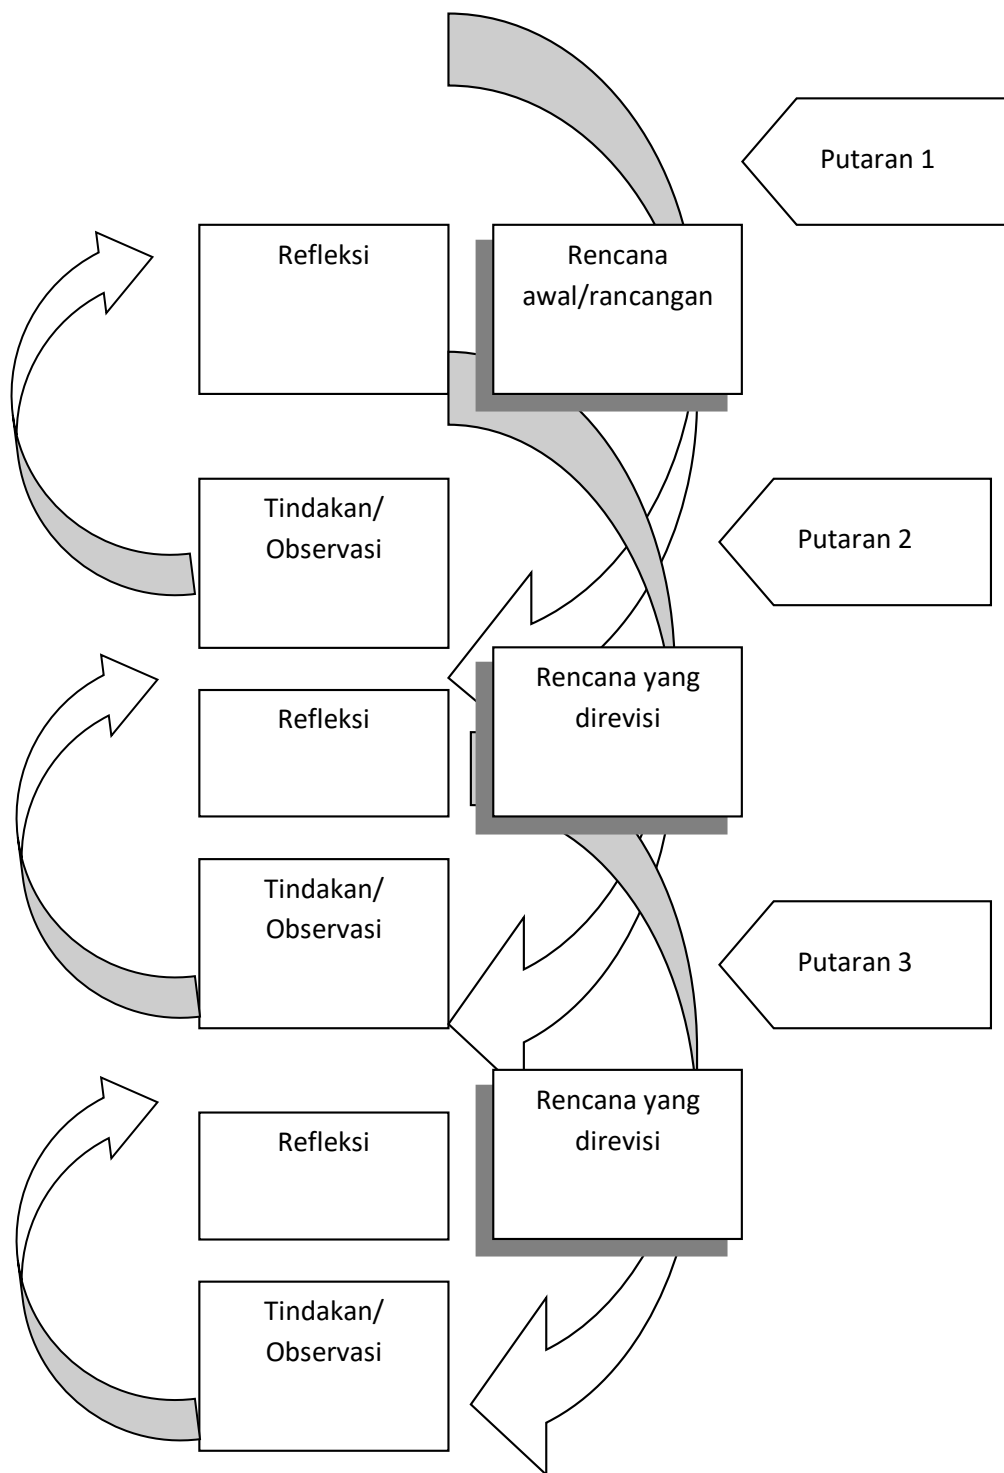 Putaran 1
Refleksi
Rencana
awal/rancangan
Tindakan/
Observasi
Putaran 2
Rencana yang
direvisi
Refleksi
Tindakan/
Observasi
Putaran 3
Rencana yang
direvisi
Refleksi
Tindakan/
Observasi